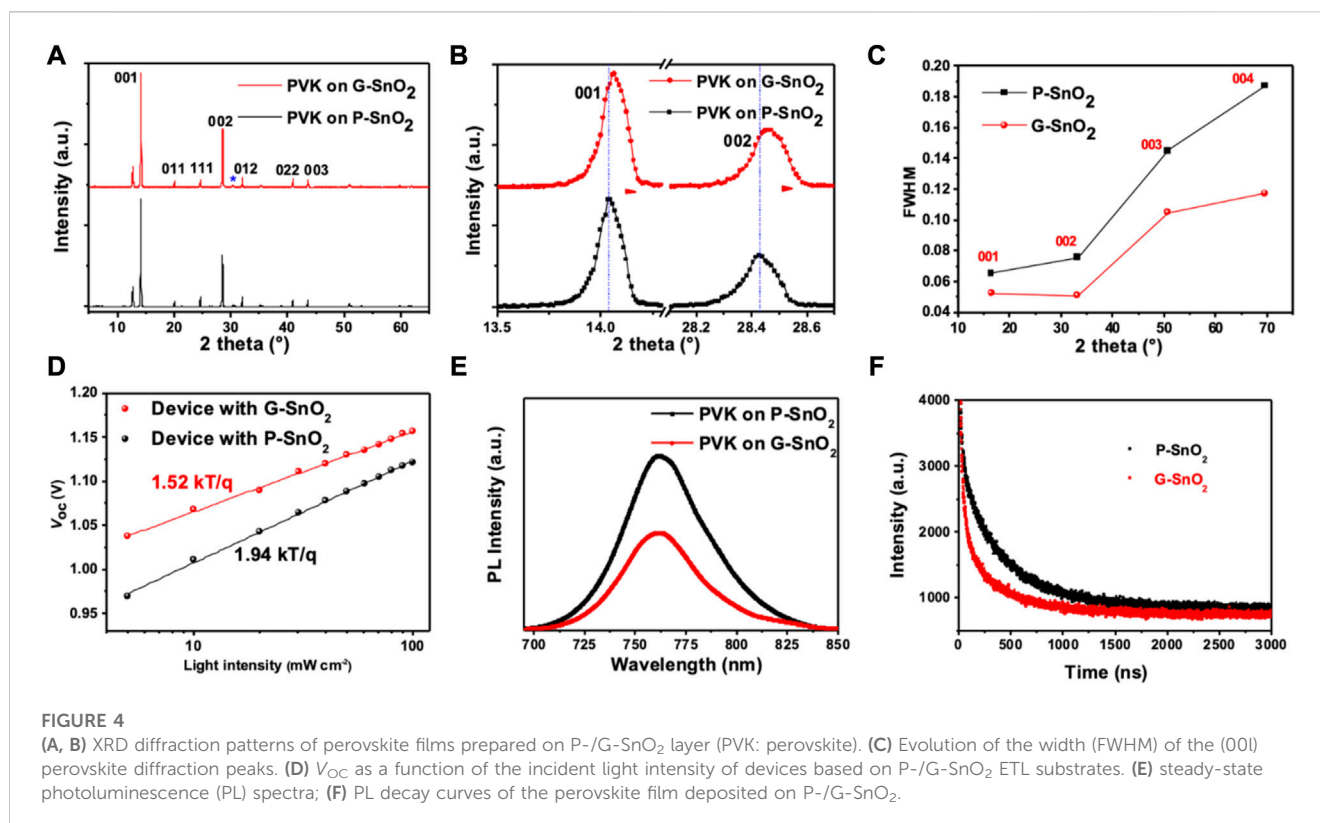 A
PVK on G-SnO₂
PVK on P-SnO₂
001
002
011
111
*
012
022
003
Intensity (a.u.)
10 20 30 40 50 60
2 theta (°)
B
PVK on G-SnO₂
PVK on P-SnO₂
001
002
Intensity (a.u.)
13.5 14.0 28.2 28.4 28.6
2 theta (°)
C
P-SnO₂
G-SnO₂
001
002
003
004
FWHM
0.20
0.18
0.16
0.14
0.12
0.10
0.08
0.06
0.04
10 20 30 40 50 60 70
2 theta (°)
D
Device with G-SnO₂
Device with P-SnO₂
1.52 kT/q
1.94 kT/q
V_OC (V)
1.20
1.15
1.10
1.05
1.00
0.95
10 100
Light intensity (mW cm⁻²)
E
PVK on P-SnO₂
PVK on G-SnO₂
PL Intensity (a.u.)
700 725 750 775 800 825 850
Wavelength (nm)
F
P-SnO₂
G-SnO₂
Intensity (a.u.)
4000
3000
2000
1000
0 500 1000 1500 2000 2500 3000
Time (ns)
FIGURE 4
(A, B) XRD diffraction patterns of perovskite films prepared on P-/G-SnO₂ layer (PVK: perovskite). (C) Evolution of the width (FWHM) of the (00l)
perovskite diffraction peaks. (D) V_OC as a function of the incident light intensity of devices based on P-/G-SnO₂ ETL substrates. (E) steady-state
photoluminescence (PL) spectra; (F) PL decay curves of the perovskite film deposited on P-/G-SnO₂.